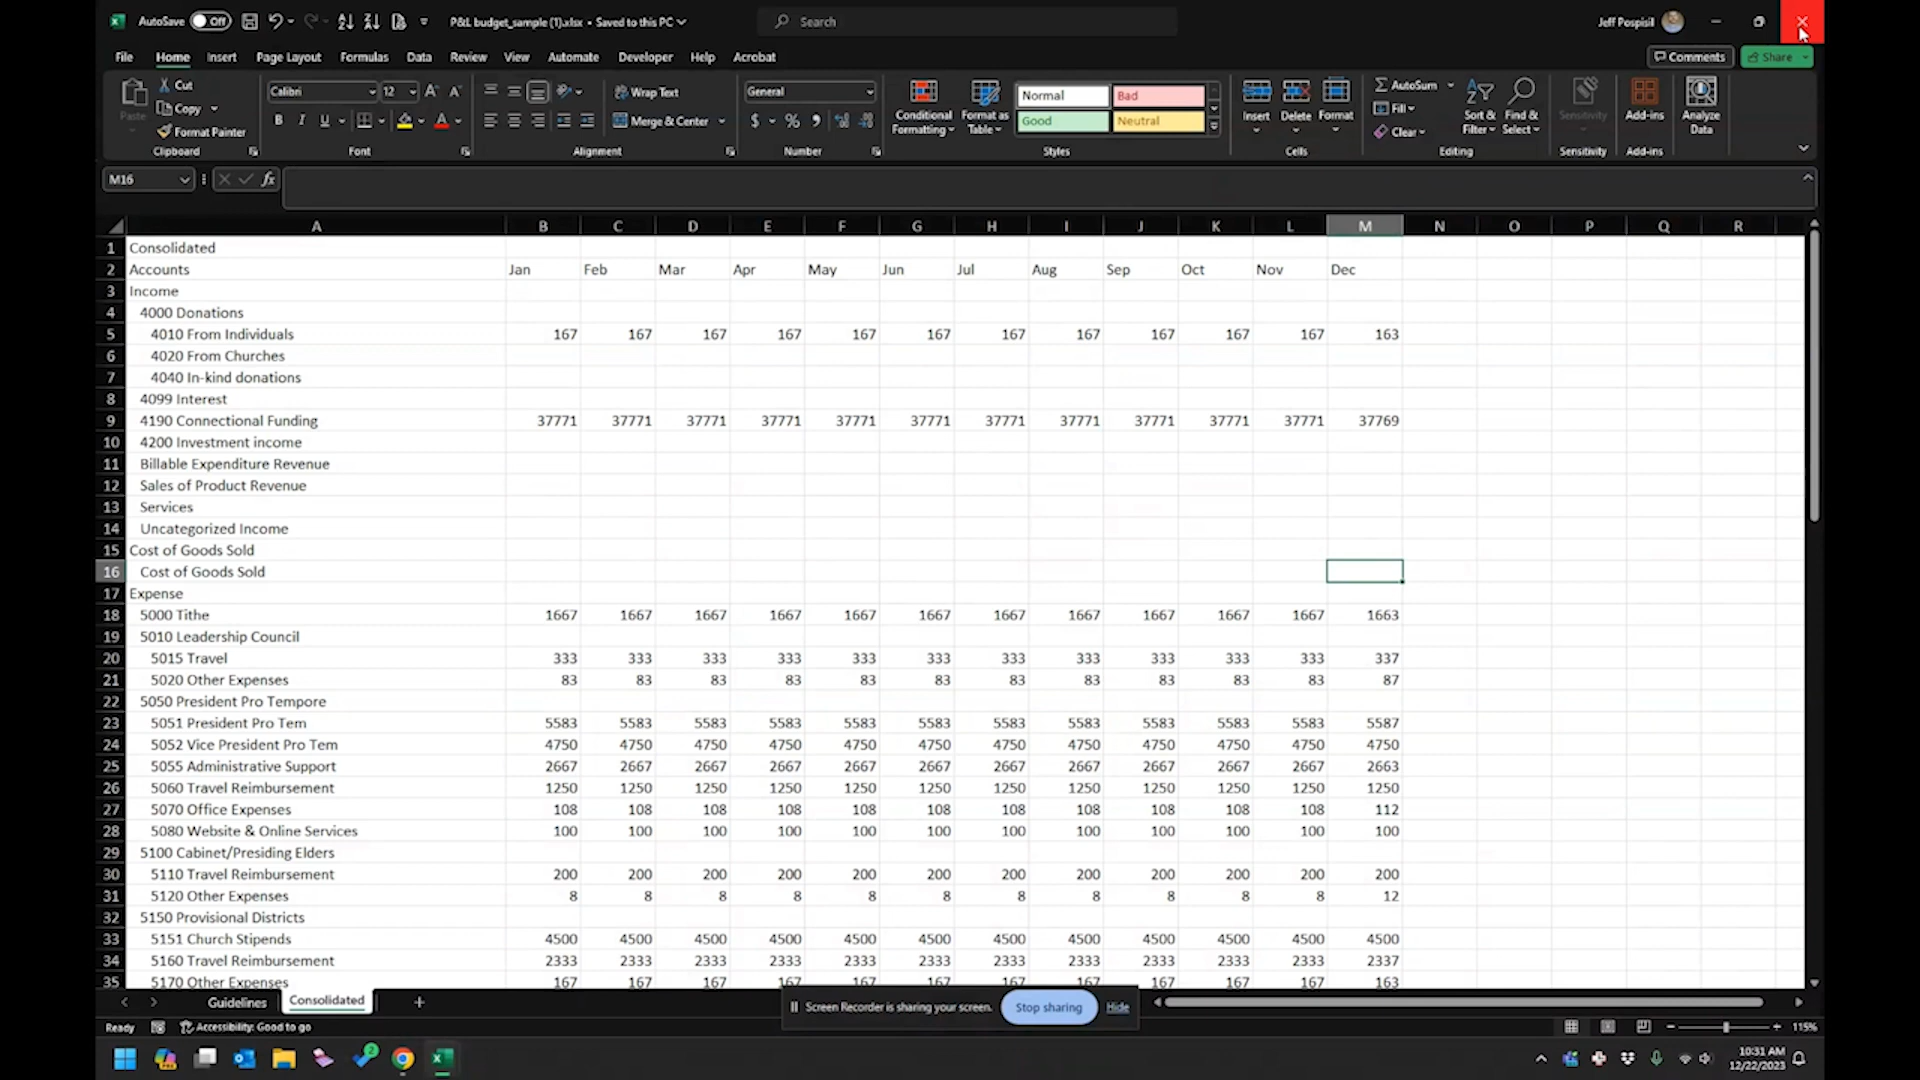 AutoSave Off P&L budget_sample (1).xlsx • Saved to this PC Search Jeff Pospisil
File Home Insert Page Layout Formulas Data Review View Automate Developer Help Acrobat Comments Share
Paste Cut Copy Format Painter Calibri 12 Wrap Text Merge & Center General Conditional Formatting Format as Table Normal Bad Good Neutral Insert Delete Format AutoSum Fill Clear Sort & Filter Find & Select Sensitivity Add-ins Analyze Data
Clipboard Font Alignment Number Styles Cells Editing Sensitivity Add-ins
M16 fx
A B C D E F G H I J K L M N O P Q R
1 Consolidated
2 Accounts Jan Feb Mar Apr May Jun Jul Aug Sep Oct Nov Dec
3 Income
4 4000 Donations
5 4010 From Individuals 167 167 167 167 167 167 167 167 167 167 167 163
6 4020 From Churches
7 4040 In-kind donations
8 4099 Interest
9 4190 Connectional Funding 37771 37771 37771 37771 37771 37771 37771 37771 37771 37771 37771 37769
10 4200 Investment income
11 Billable Expenditure Revenue
12 Sales of Product Revenue
13 Services
14 Uncategorized Income
15 Cost of Goods Sold
16 Cost of Goods Sold
17 Expense
18 5000 Tithe 1667 1667 1667 1667 1667 1667 1667 1667 1667 1667 1667 1663
19 5010 Leadership Council
20 5015 Travel 333 333 333 333 333 333 333 333 333 333 333 337
21 5020 Other Expenses 83 83 83 83 83 83 83 83 83 83 83 87
22 5050 President Pro Tempore
23 5051 President Pro Tem 5583 5583 5583 5583 5583 5583 5583 5583 5583 5583 5583 5587
24 5052 Vice President Pro Tem 4750 4750 4750 4750 4750 4750 4750 4750 4750 4750 4750 4750
25 5055 Administrative Support 2667 2667 2667 2667 2667 2667 2667 2667 2667 2667 2667 2663
26 5060 Travel Reimbursement 1250 1250 1250 1250 1250 1250 1250 1250 1250 1250 1250 1250
27 5070 Office Expenses 108 108 108 108 108 108 108 108 108 108 108 112
28 5080 Website & Online Services 100 100 100 100 100 100 100 100 100 100 100 100
29 5100 Cabinet/Presiding Elders
30 5110 Travel Reimbursement 200 200 200 200 200 200 200 200 200 200 200 200
31 5120 Other Expenses 8 8 8 8 8 8 8 8 8 8 8 12
32 5150 Provisional Districts
33 5151 Church Stipends 4500 4500 4500 4500 4500 4500 4500 4500 4500 4500 4500 4500
34 5160 Travel Reimbursement 2333 2333 2333 2333 2333 2333 2333 2333 2333 2333 2333 2337
35 5170 Other Expenses 167 167 167 167 167 167 167 167 167 167 167 163
Guidelines Consolidated + Screen Recorder is sharing your screen. Stop sharing Hide
Ready Accessibility: Good to go 115%
2 10:31 AM
12/22/2023